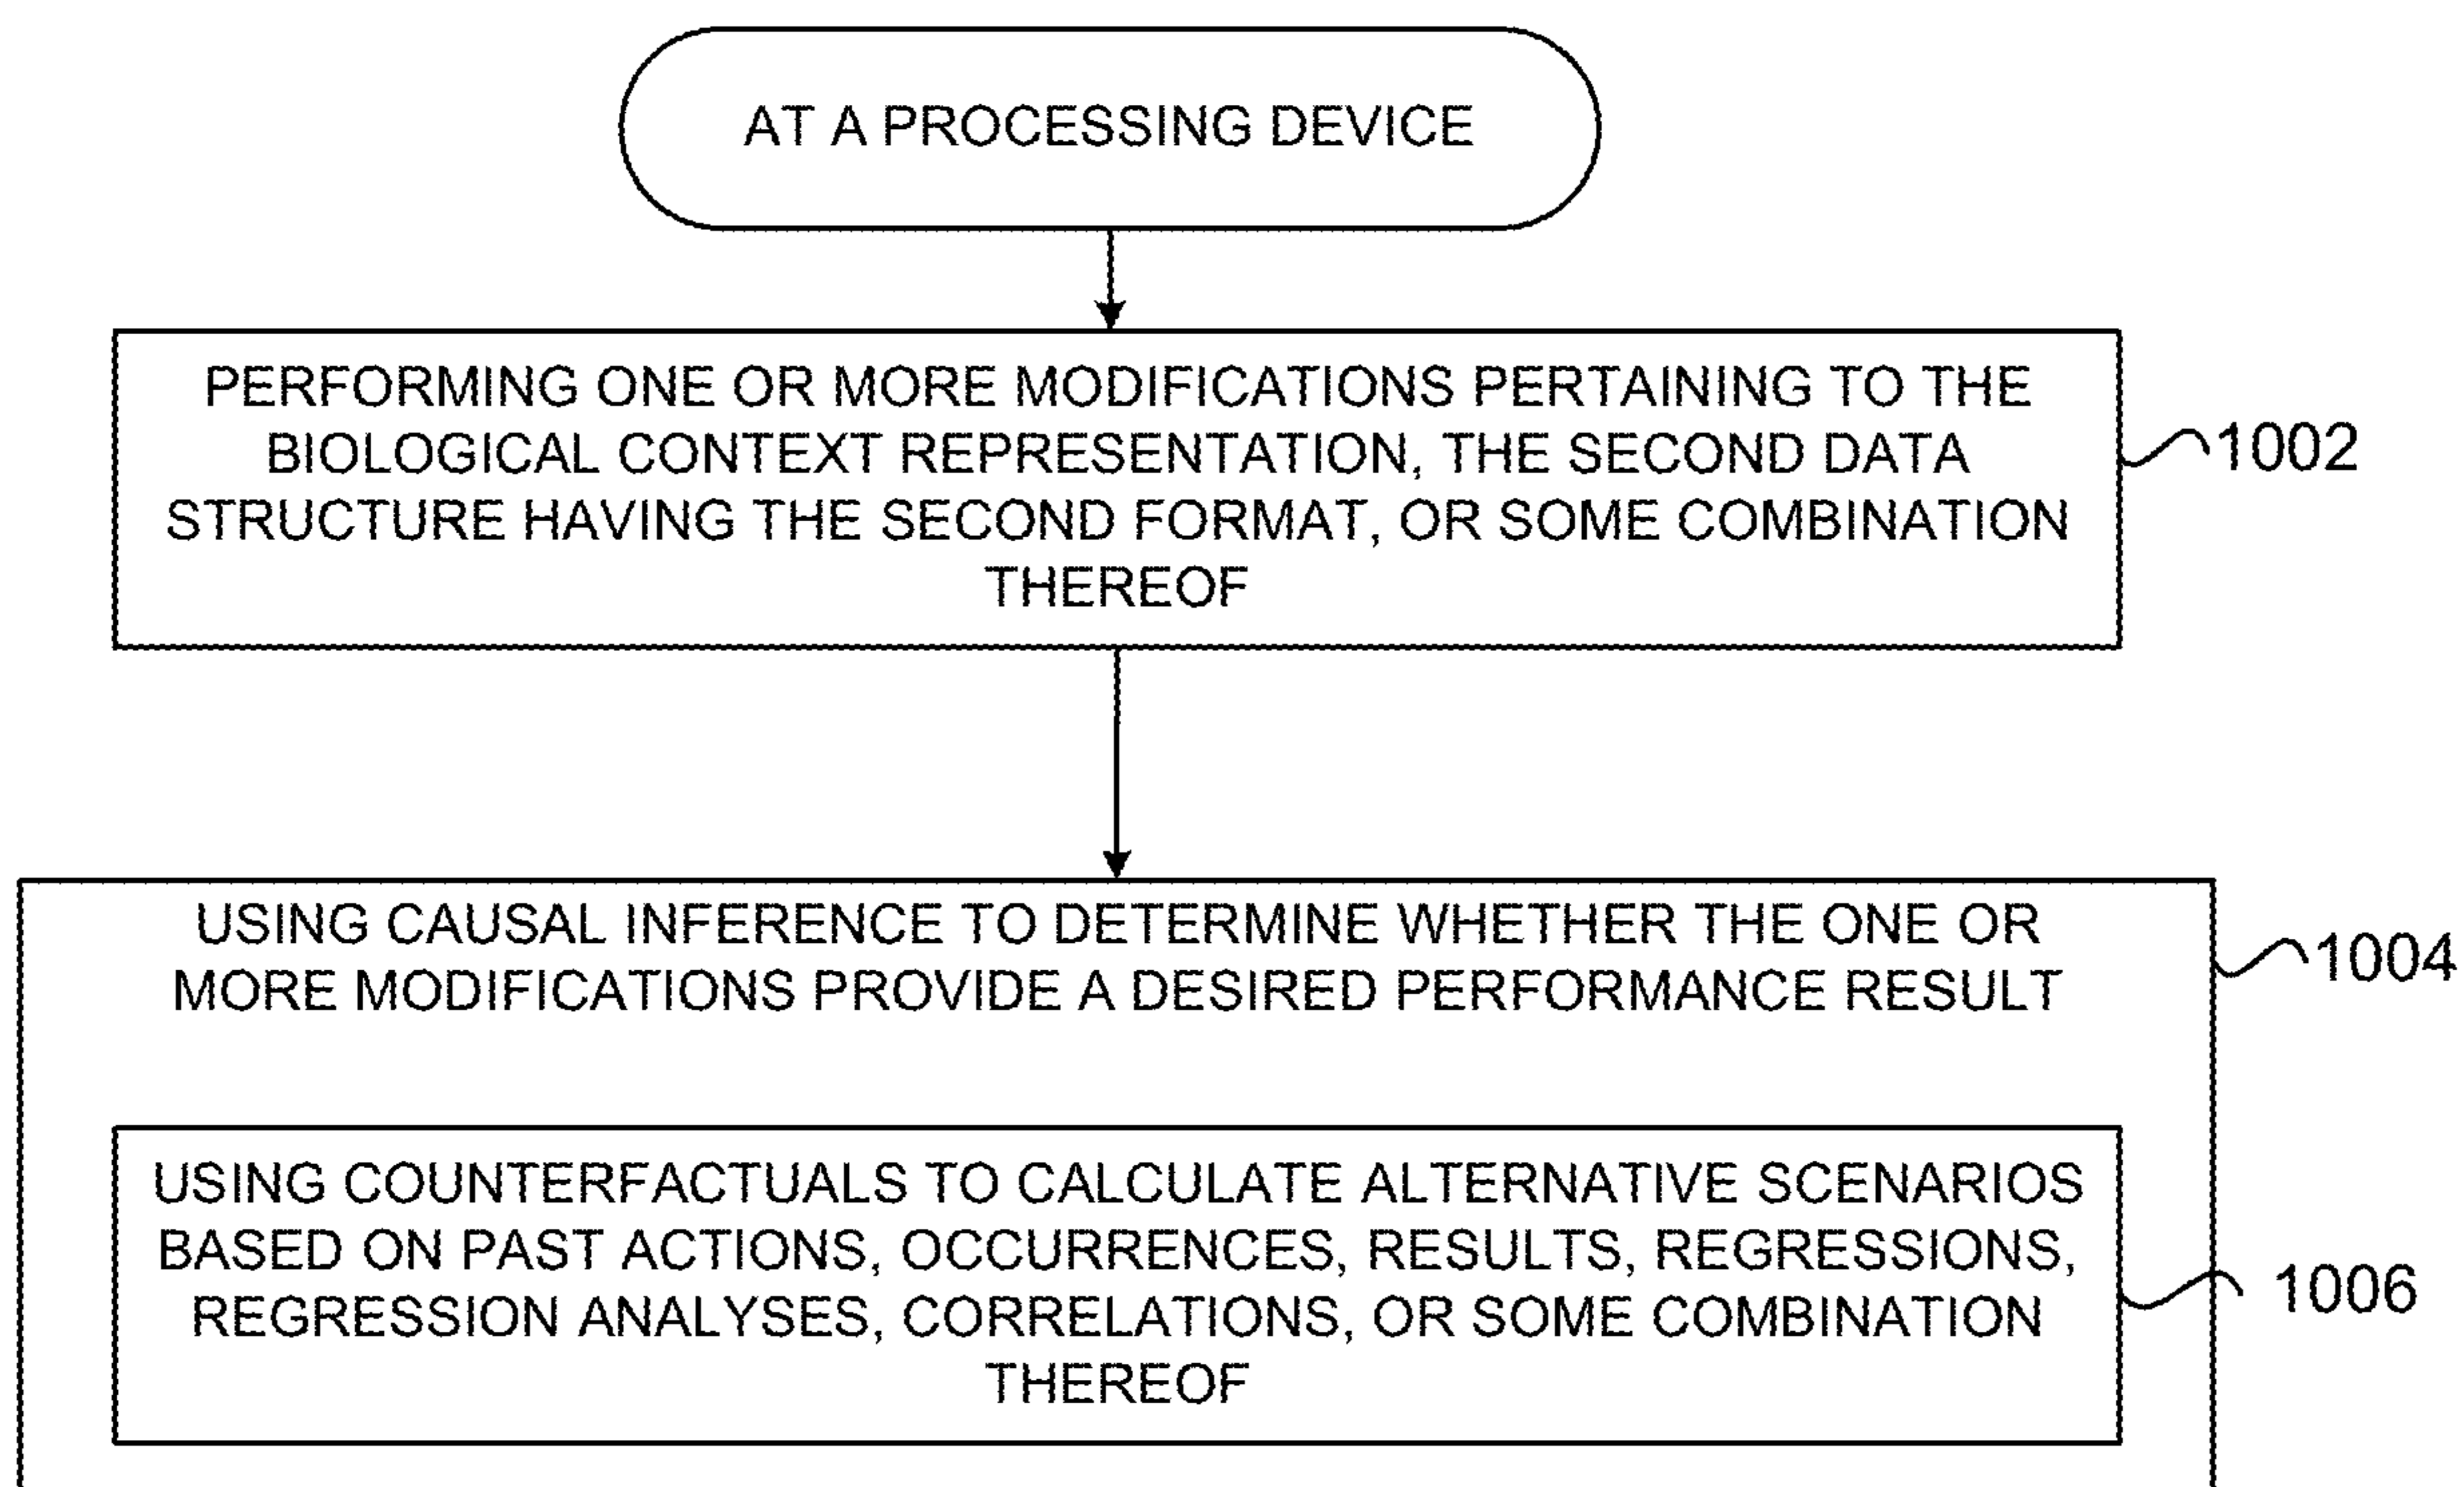 AT A PROCESSING DEVICE
PERFORMING ONE OR MORE MODIFICATIONS PERTAINING TO THE
BIOLOGICAL CONTEXT REPRESENTATION, THE SECOND DATA
STRUCTURE HAVING THE SECOND FORMAT, OR SOME COMBINATION
THEREOF
1002
USING CAUSAL INFERENCE TO DETERMINE WHETHER THE ONE OR
MORE MODIFICATIONS PROVIDE A DESIRED PERFORMANCE RESULT
1004
USING COUNTERFACTUALS TO CALCULATE ALTERNATIVE SCENARIOS
BASED ON PAST ACTIONS, OCCURRENCES, RESULTS, REGRESSIONS,
REGRESSION ANALYSES, CORRELATIONS, OR SOME COMBINATION
THEREOF
1006